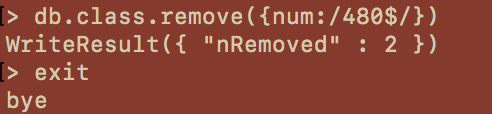 > db.class.remove({num:/480$/})
WriteResult({ "nRemoved" : 2 })
> exit
bye